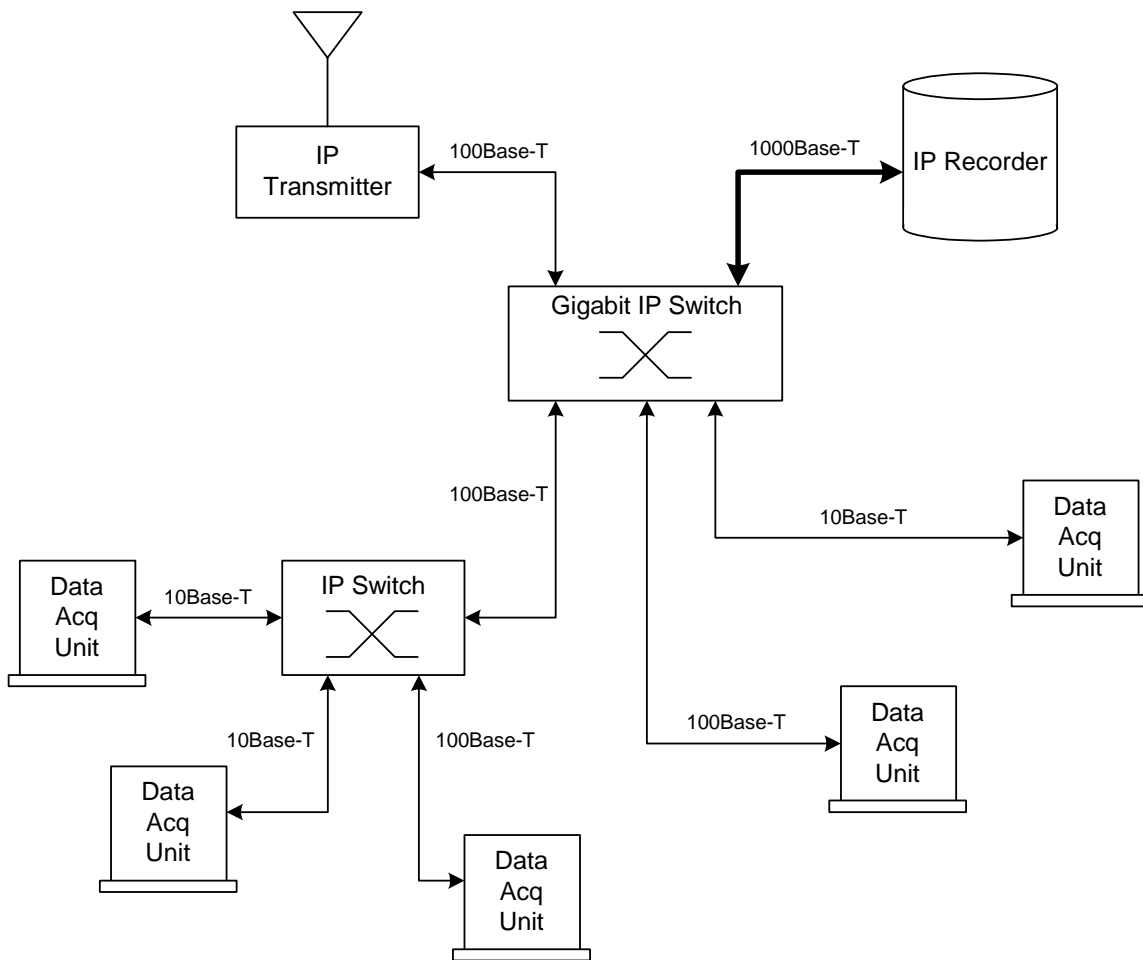 IP
Transmitter
100Base-T
1000Base-T
IP Recorder
Gigabit IP Switch
100Base-T
10Base-T
Data
Acq
Unit
Data
Acq
Unit
10Base-T
IP Switch
100Base-T
Data
Acq
Unit
10Base-T
100Base-T
Data
Acq
Unit
Data
Acq
Unit